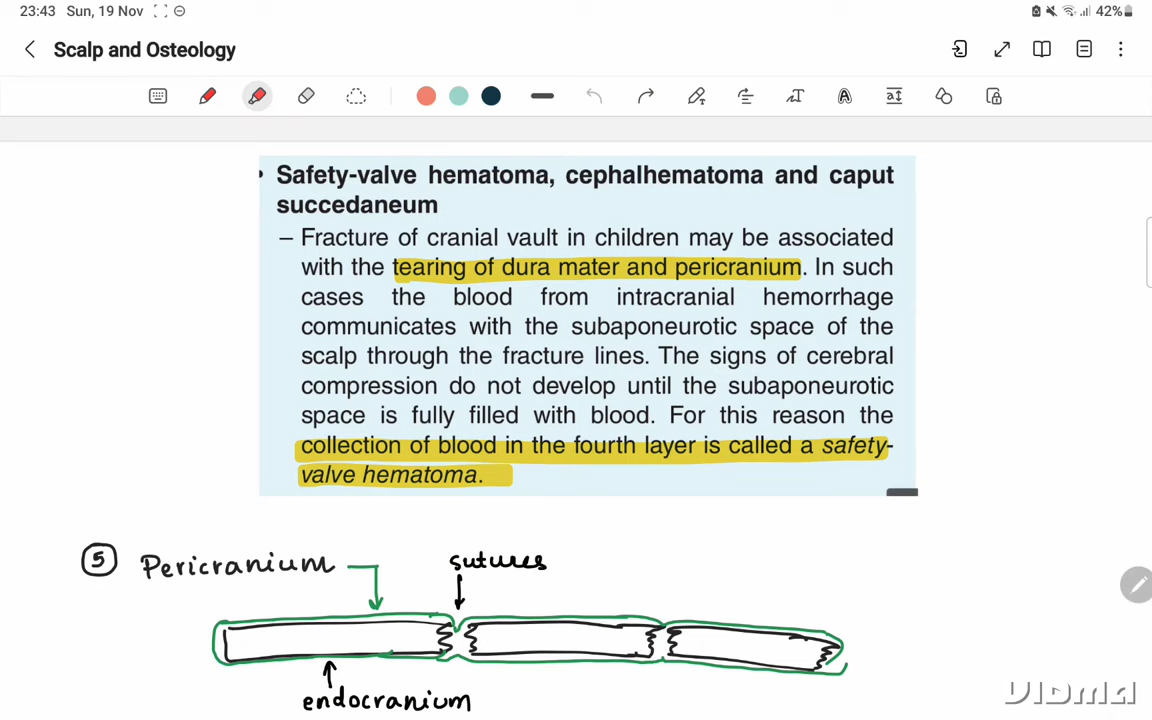 23:43 Sun, 19 Nov
42%
Scalp and Osteology
• Safety-valve hematoma, cephalhematoma and caput
succedaneum
– Fracture of cranial vault in children may be associated
with the tearing of dura mater and pericranium. In such
cases the blood from intracranial hemorrhage
communicates with the subaponeurotic space of the
scalp through the fracture lines. The signs of cerebral
compression do not develop until the subaponeurotic
space is fully filled with blood. For this reason the
collection of blood in the fourth layer is called a safety-
valve hematoma.
5 Pericranium
sutures
endocranium
VIDMA